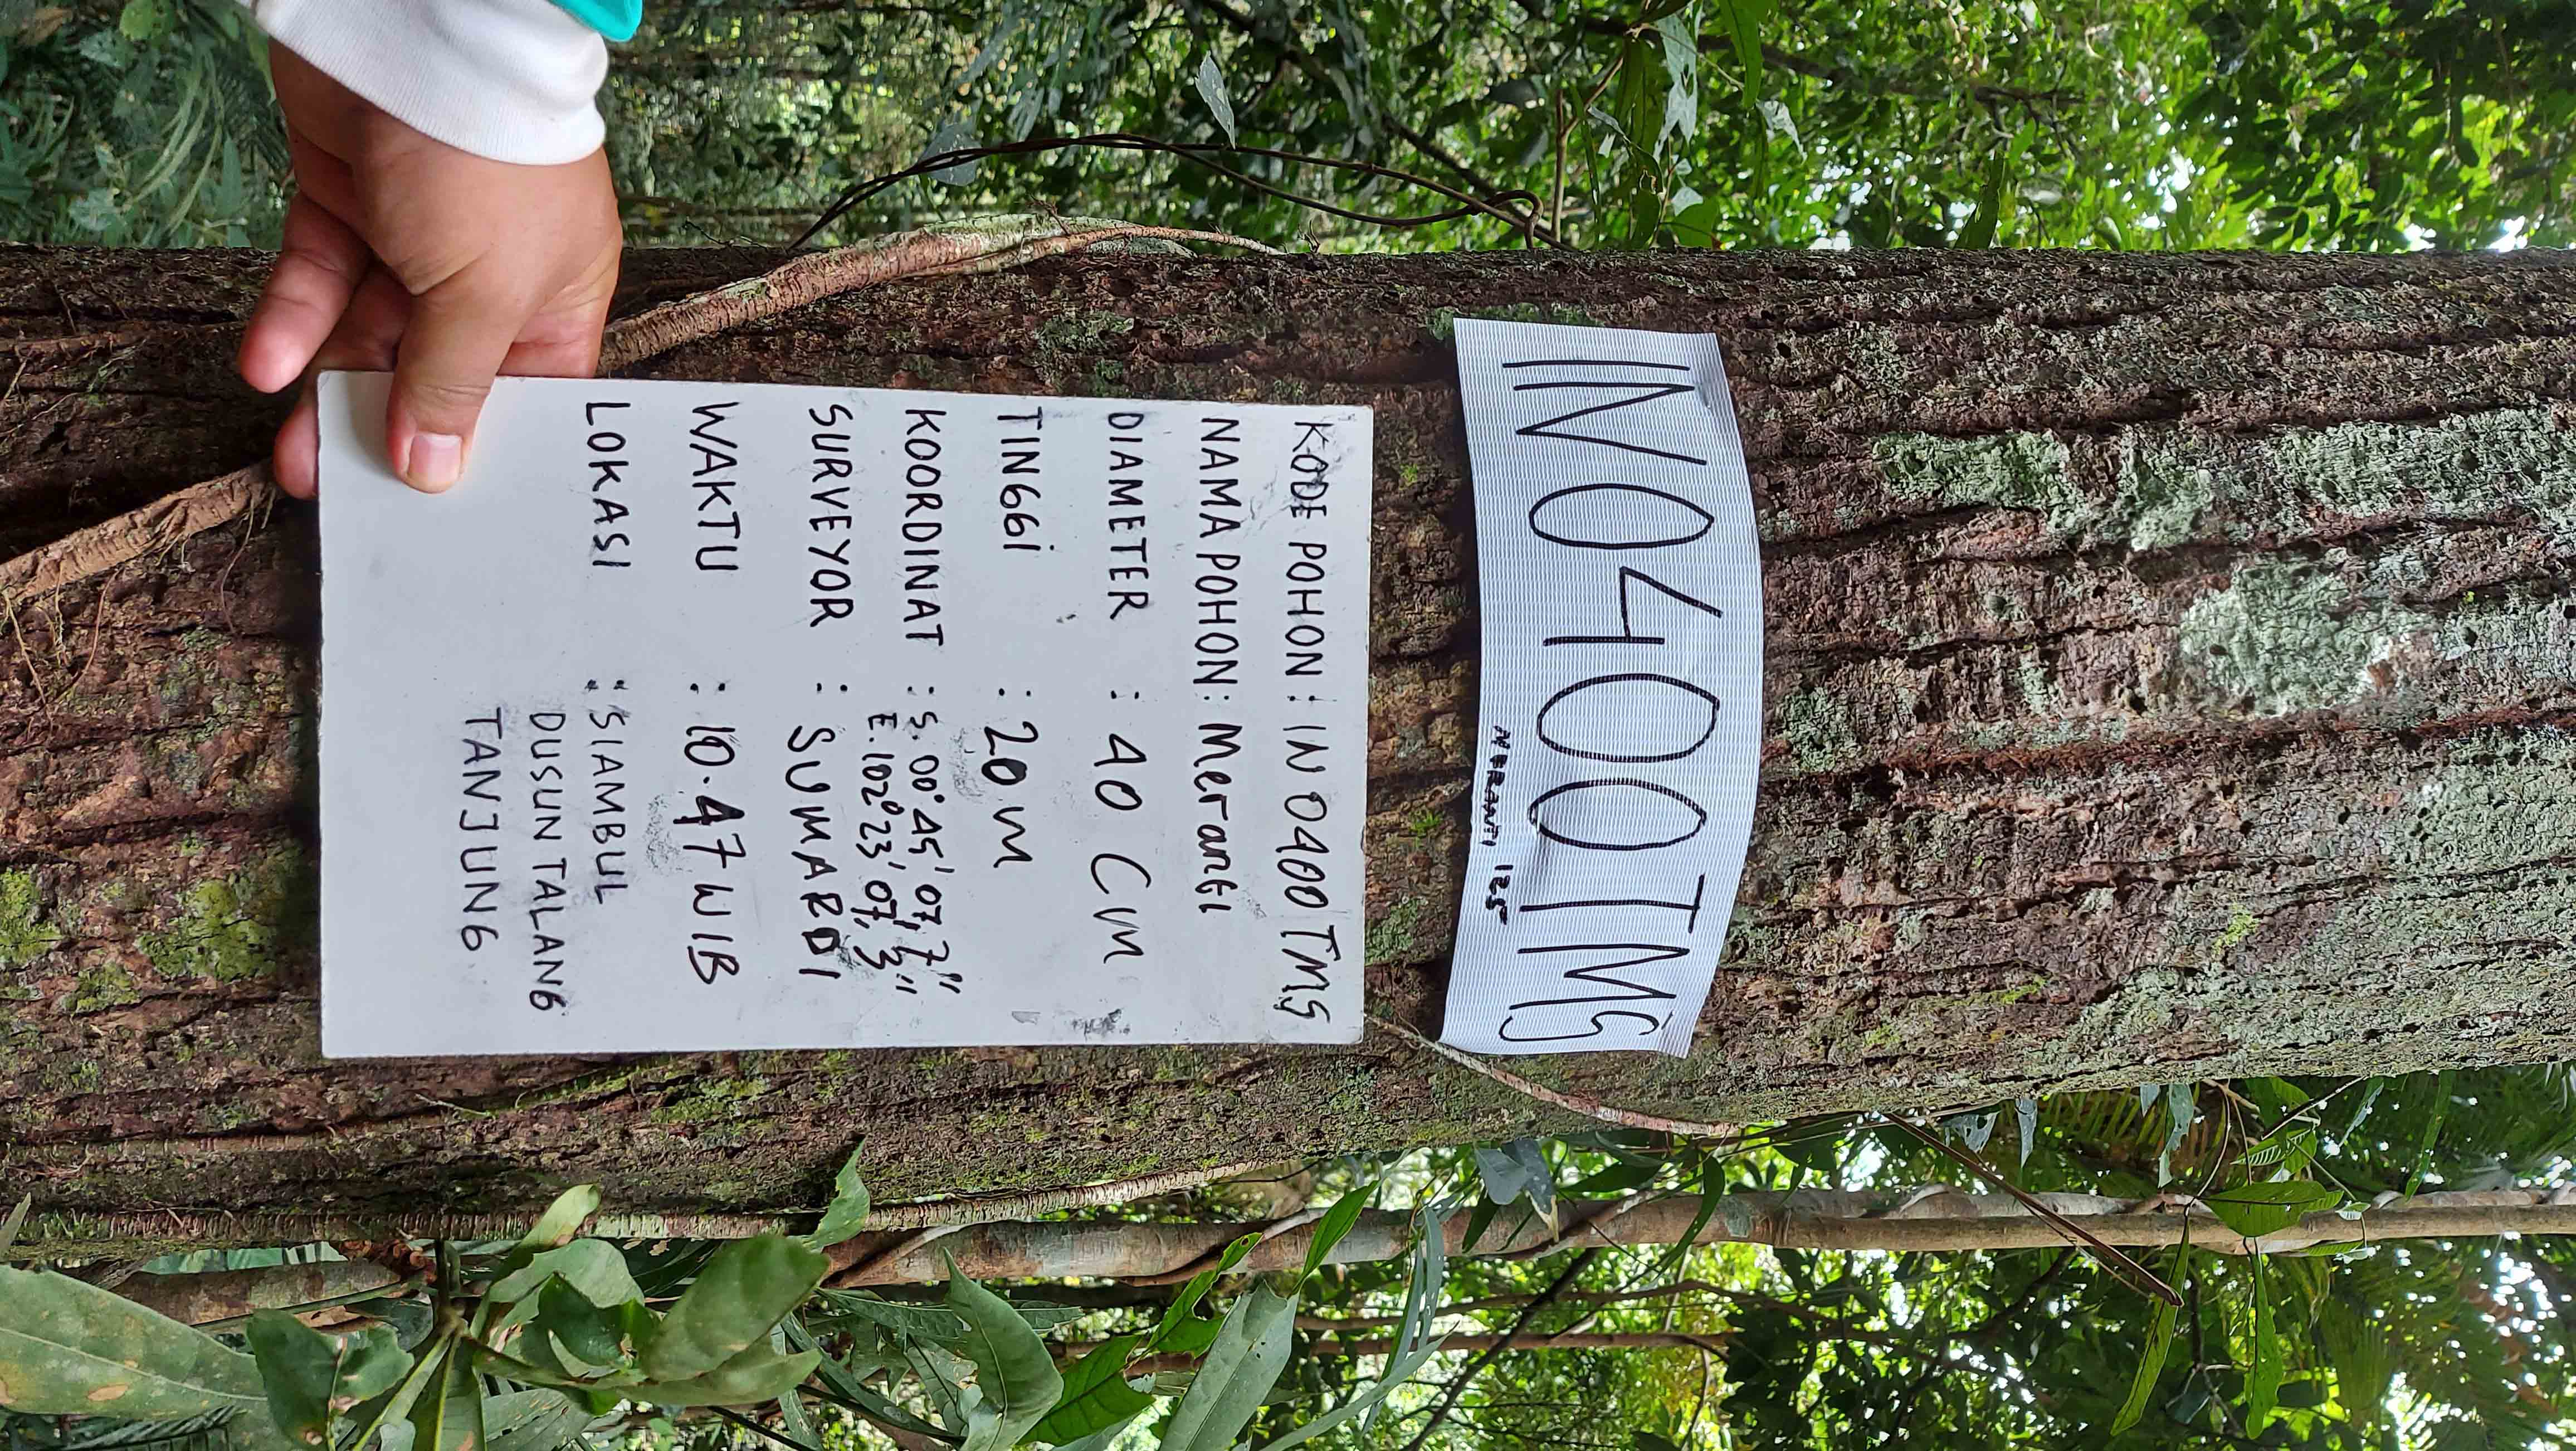 IN0400TMS
MERANTI 125
KODE POHON : IN 0400 TMS
NAMA POHON : Meranti
DIAMETER : 40 CM
TINGGi : 20 M
KOORDINAT : S. 00° 45' 07,7"
E. 102° 23' 07,3"
SURVEYOR : SUMARDI
WAKTU : 10.47 WIB
LOKASI : SIAMBUL
DUSUN TALANG
TANJUNG